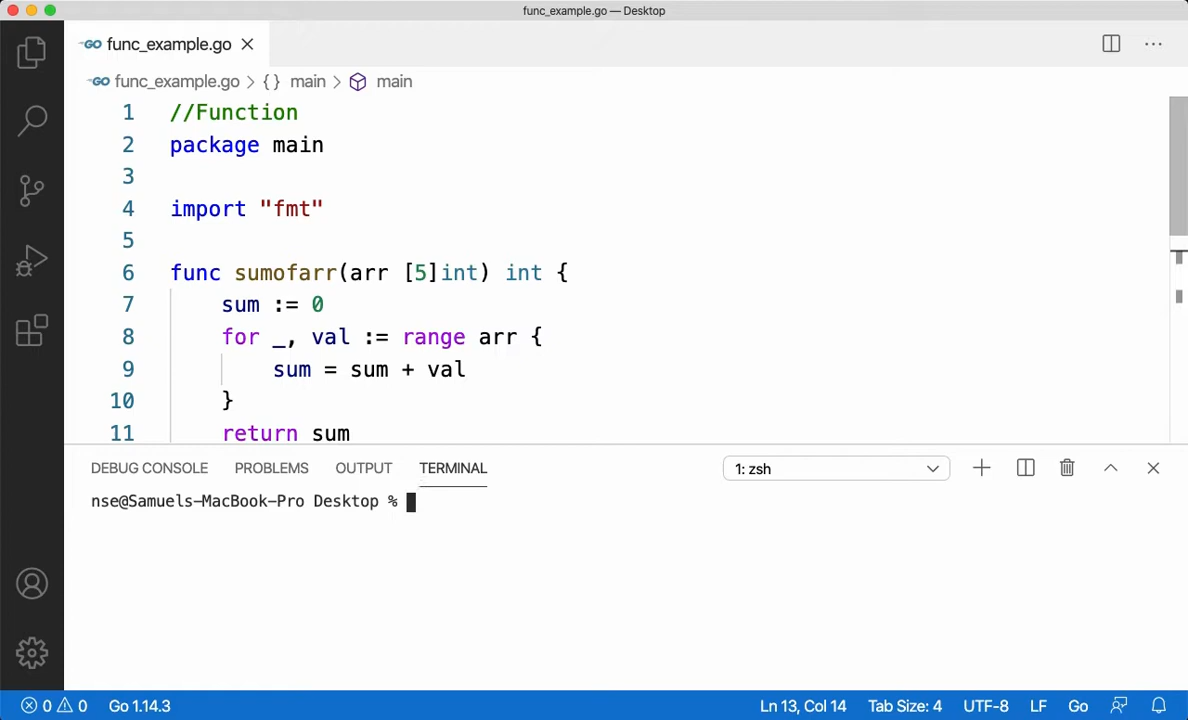 func_example.go — Desktop
GO func_example.go
GO func_example.go > {} main > main
1 //Function
2 package main
3
4 import "fmt"
5
6 func sumofarr(arr [5]int) int {
7 sum := 0
8 for _, val := range arr {
9 sum = sum + val
10 }
11 return sum
DEBUG CONSOLE PROBLEMS OUTPUT TERMINAL 1: zsh
nse@Samuels-MacBook-Pro Desktop %
0 0 Go 1.14.3 Ln 13, Col 14 Tab Size: 4 UTF-8 LF Go